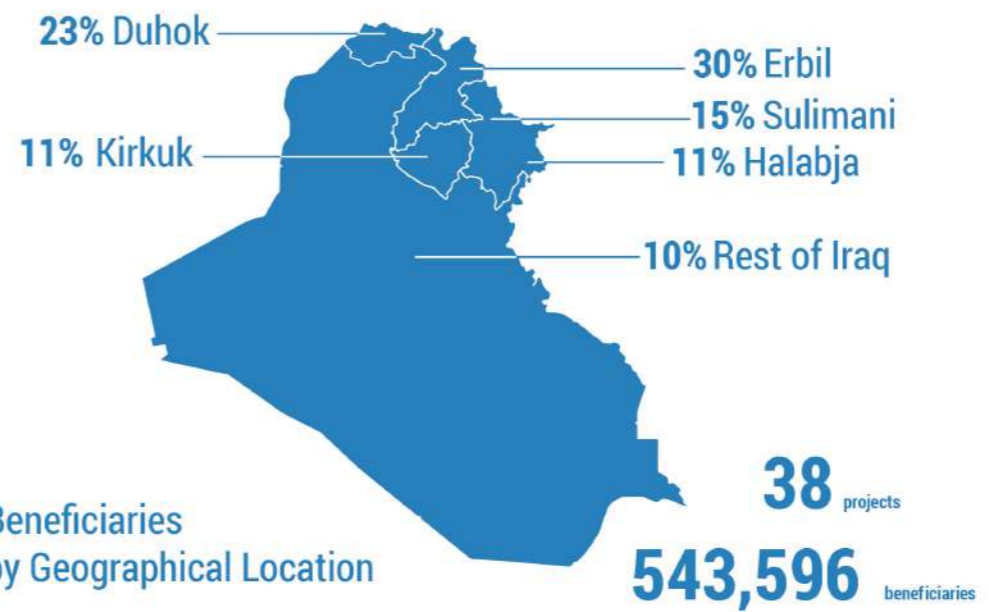 23% Duhok
30% Erbil
15% Sulimani
11% Kirkuk
11% Halabja
10% Rest of Iraq
38 projects
Beneficiaries
by Geographical Location
543,596 beneficiaries